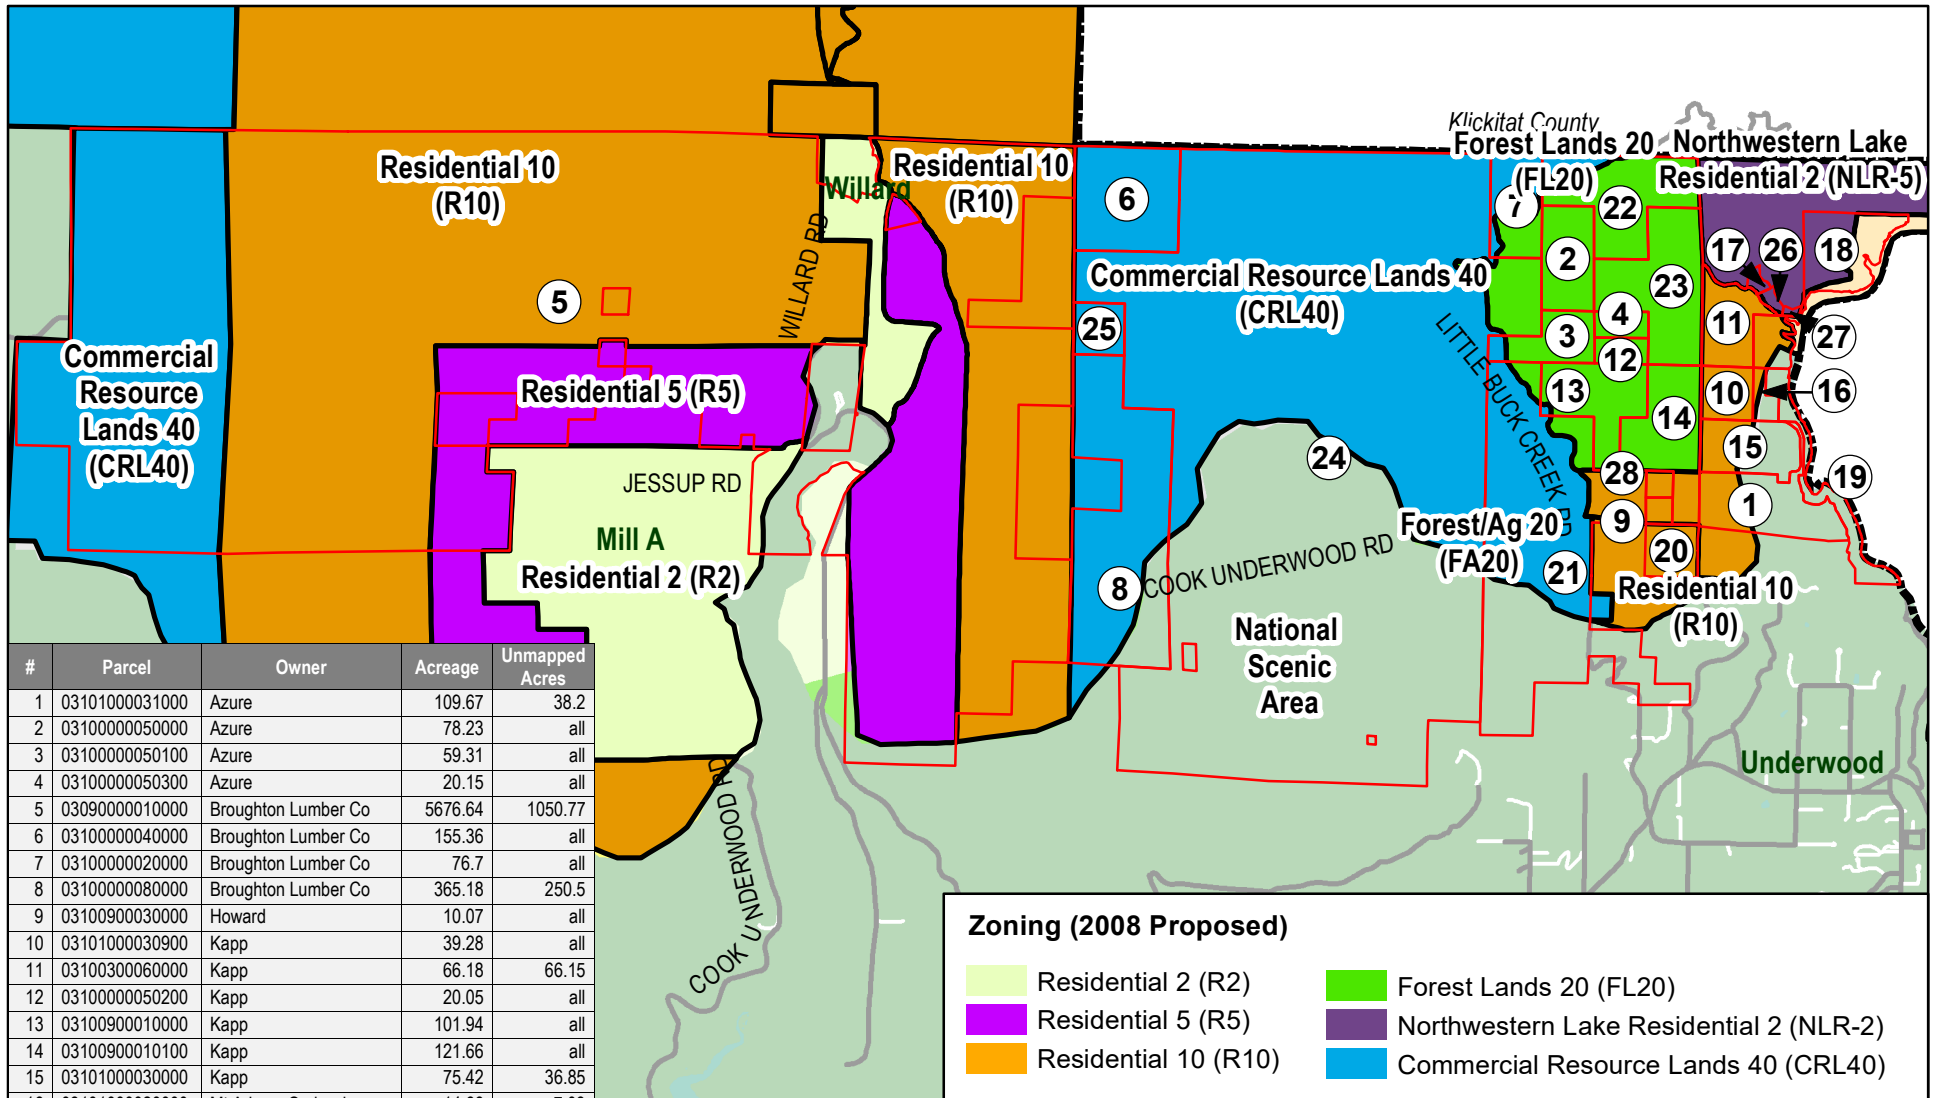 Klickitat County
Forest Lands 20
(FL20)
Northwestern Lake
Residential 2 (NLR-5)
Residential 10
(R10)
Willard
Residential 10
(R10)
6
7
22
17
26
18
2
23
5
WILLARD RD
Commercial Resource Lands 40
(CRL40)
25
4
11
3
27
12
LITTLE BUCK CREEK RD
Commercial
Resource
Lands 40
(CRL40)
Residential 5 (R5)
13
10
16
14
15
24
28
19
JESSUP RD
1
Mill A
Residential 2 (R2)
Forest/Ag 20
(FA20)
9
20
21
COOK UNDERWOOD RD
8
Residential 10
(R10)
National
Scenic
Area
Underwood
COOK UNDERWOOD RD
# Parcel Owner Acreage Unmapped Acres
1 03101000031000 Azure 109.67 38.2
2 03100000050000 Azure 78.23 all
3 03100000050100 Azure 59.31 all
4 03100000050300 Azure 20.15 all
5 03090000010000 Broughton Lumber Co 5676.64 1050.77
6 03100000040000 Broughton Lumber Co 155.36 all
7 03100000020000 Broughton Lumber Co 76.7 all
8 03100000080000 Broughton Lumber Co 365.18 250.5
9 03100900030000 Howard 10.07 all
10 03101000030900 Kapp 39.28 all
11 03100300060000 Kapp 66.18 66.15
12 03100000050200 Kapp 20.05 all
13 03100900010000 Kapp 101.94 all
14 03100900010100 Kapp 121.66 all
15 03101000030000 Kapp 75.42 36.85
Zoning (2008 Proposed)
Residential 2 (R2)
Residential 5 (R5)
Residential 10 (R10)
Forest Lands 20 (FL20)
Northwestern Lake Residential 2 (NLR-2)
Commercial Resource Lands 40 (CRL40)